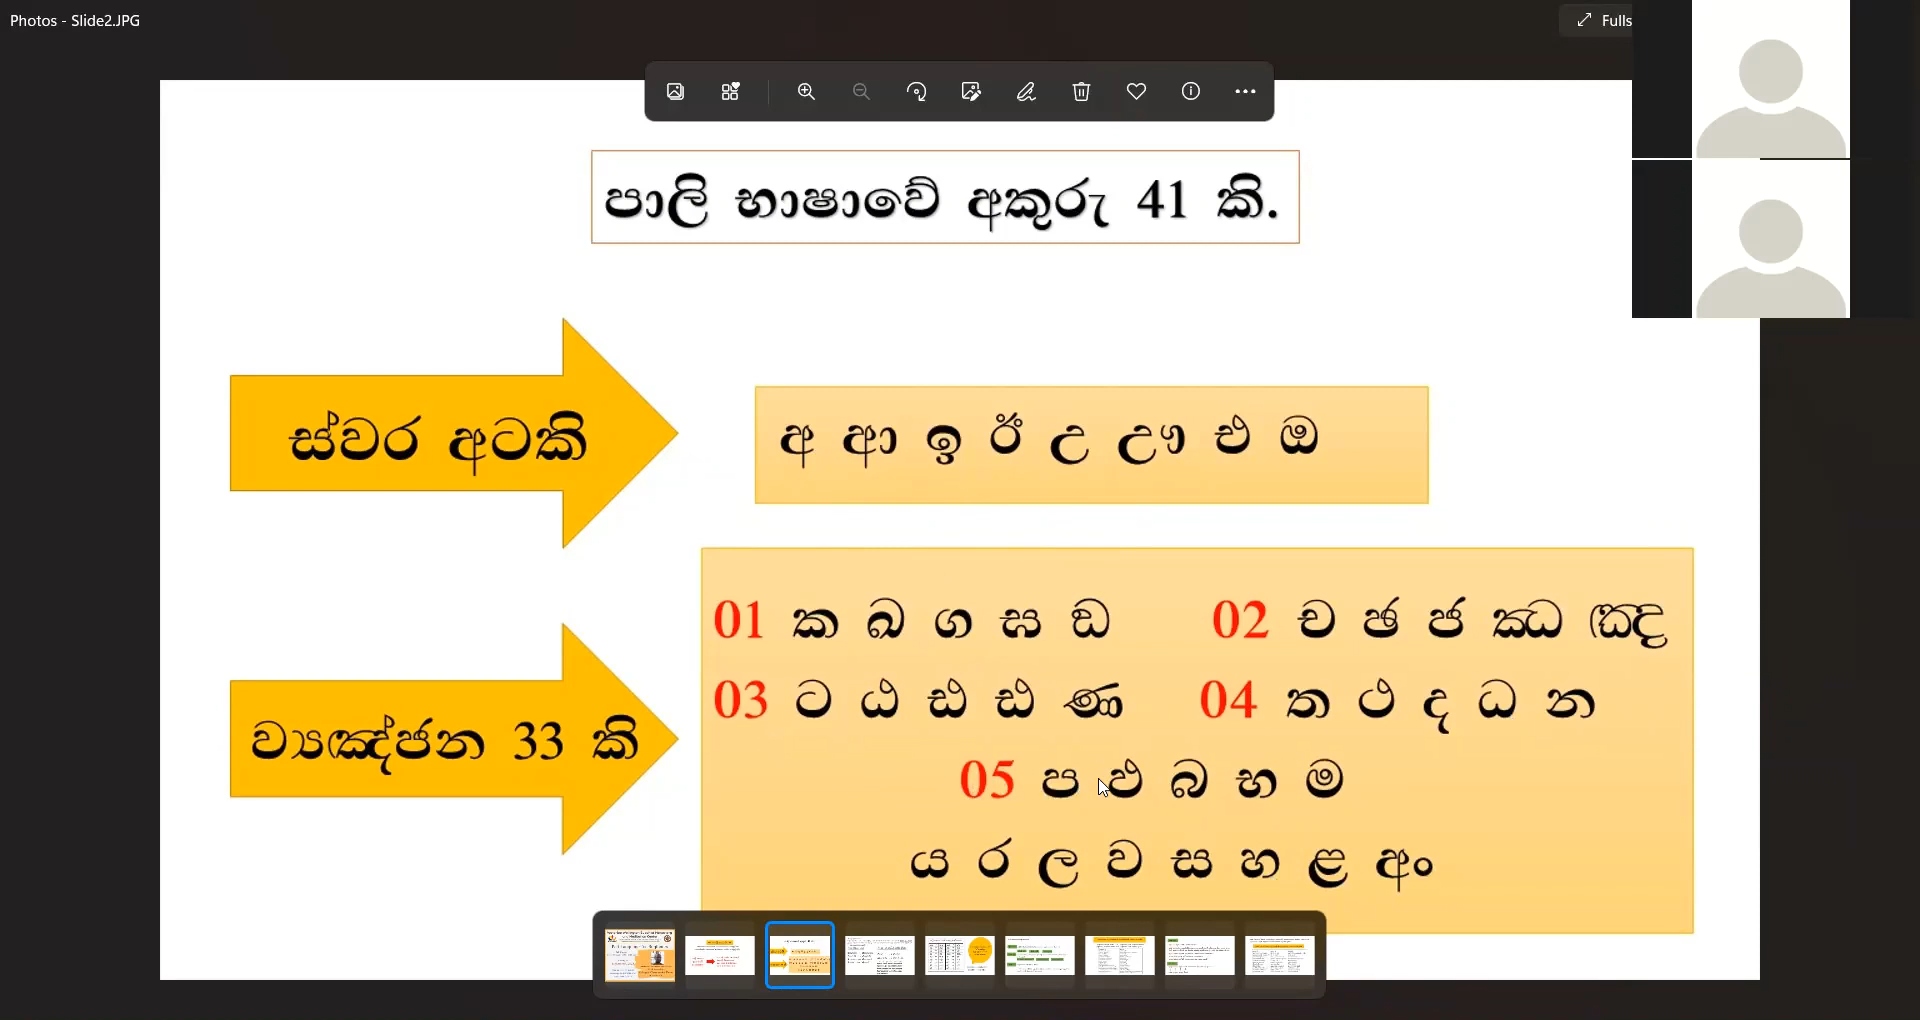 Photos - Slide2.JPG
Fulls
පාලි භාෂාවේ අකුරු 41 කි.
ස්වර අටකි
අ ආ ඉ ඊ උ ඌ එ ඔ
ව්‍යඤ්ජන 33 කි
01 ක ඛ ග ඝ ඞ 02 ච ඡ ජ ඣ ඤ
03 ට ඨ ඪ ඪ ණ 04 ත ථ ද ධ න
05 ප ඵ බ භ ම
ය ර ල ව ස හ ළ අං